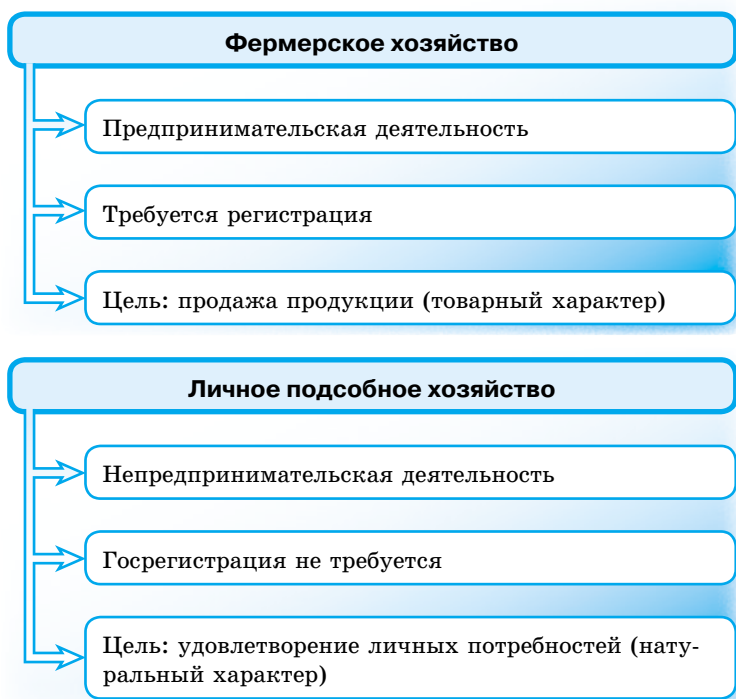 Фермерское хозяйство
Предпринимательская деятельность
Требуется регистрация
Цель: продажа продукции (товарный характер)
Личное подсобное хозяйство
Непредпринимательская деятельность
Госрегистрация не требуется
Цель: удовлетворение личных потребностей (нату-
ральный характер)